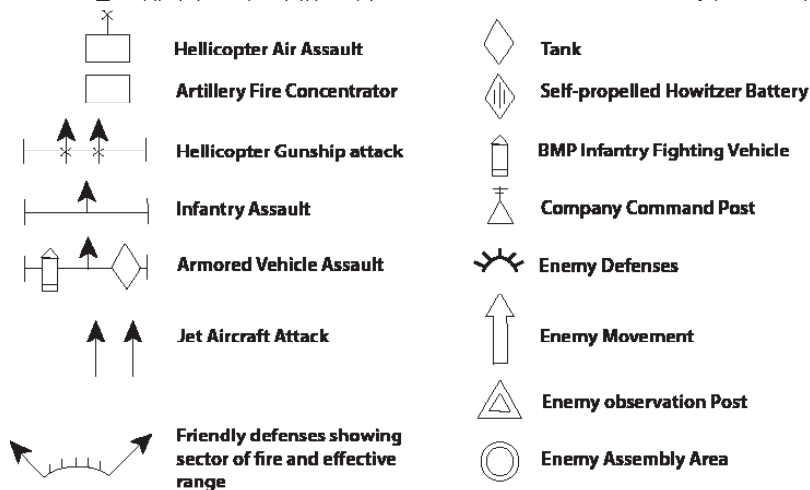 Hellicopter Air Assault
Artillery Fire Concentrator
Hellicopter Gunship attack
Infantry Assault
Armored Vehicle Assault
Jet Aircraft Attack
Friendly defenses showing
sector of fire and effective
range
Tank
Self-propelled Howitzer Battery
BMP Infantry Fighting Vehicle
Company Command Post
Enemy Defenses
Enemy Movement
Enemy observation Post
Enemy Assembly Area